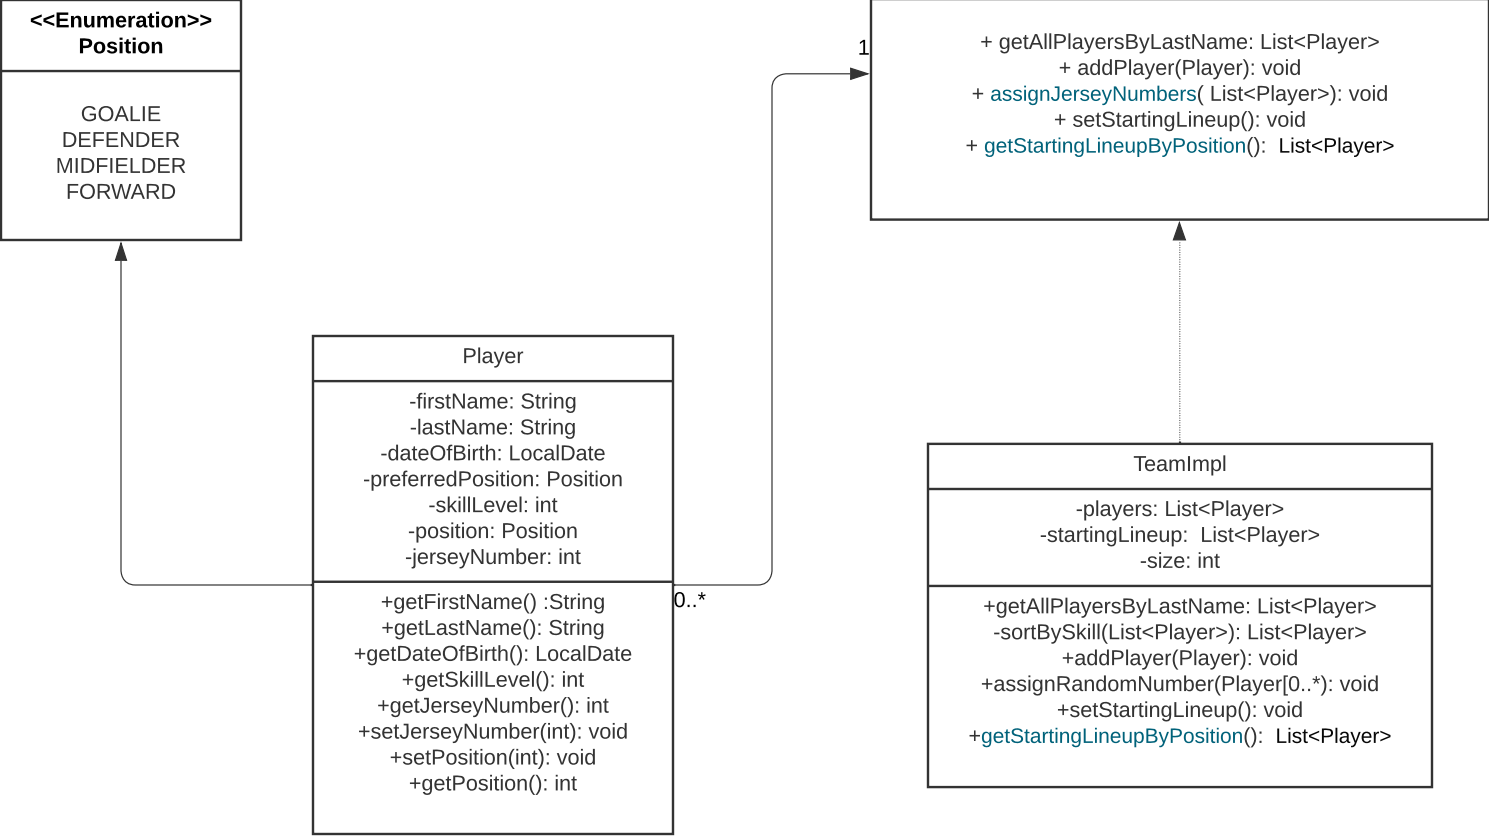 <<Enumeration>>
Position
GOALIE
DEFENDER
MIDFIELDER
FORWARD
1
+ getAllPlayersByLastName: List<Player>
+ addPlayer(Player): void
+ assignJerseyNumbers( List<Player>): void
+ setStartingLineup(): void
+ getStartingLineupByPosition():  List<Player>
Player
-firstName: String
-lastName: String
-dateOfBirth: LocalDate
-preferredPosition: Position
-skillLevel: int
-position: Position
-jerseyNumber: int
+getFirstName() :String
+getLastName(): String
+getDateOfBirth(): LocalDate
+getSkillLevel(): int
+getJerseyNumber(): int
+setJerseyNumber(int): void
+setPosition(int): void
+getPosition(): int
0..*
TeamImpl
-players: List<Player>
-startingLineup:  List<Player>
-size: int
+getAllPlayersByLastName: List<Player>
-sortBySkill(List<Player>): List<Player>
+addPlayer(Player): void
+assignRandomNumber(Player[0..*): void
+setStartingLineup(): void
+getStartingLineupByPosition():  List<Player>